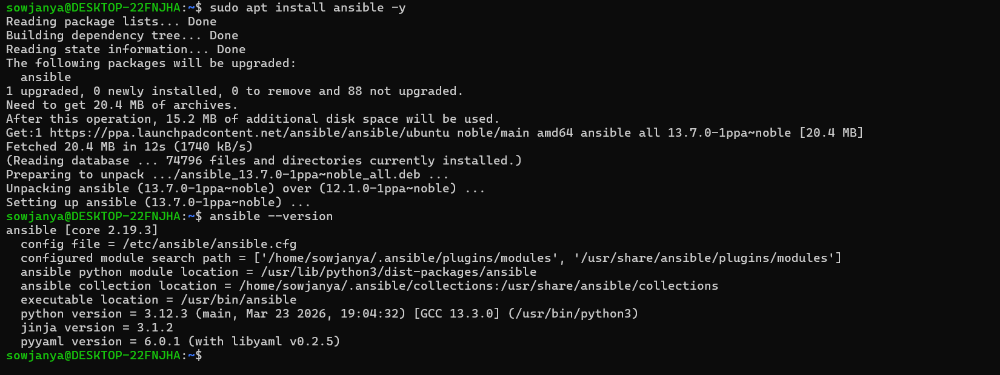 sowjanya@DESKTOP-22FNJHA:~$ sudo apt install ansible -y
Reading package lists... Done
Building dependency tree... Done
Reading state information... Done
The following packages will be upgraded:
  ansible
1 upgraded, 0 newly installed, 0 to remove and 88 not upgraded.
Need to get 20.4 MB of archives.
After this operation, 15.2 MB of additional disk space will be used.
Get:1 https://ppa.launchpadcontent.net/ansible/ansible/ubuntu noble/main amd64 ansible all 13.7.0-1ppa~noble [20.4 MB]
Fetched 20.4 MB in 12s (1740 kB/s)
(Reading database ... 74796 files and directories currently installed.)
Preparing to unpack .../ansible_13.7.0-1ppa~noble_all.deb ...
Unpacking ansible (13.7.0-1ppa~noble) over (12.1.0-1ppa~noble) ...
Setting up ansible (13.7.0-1ppa~noble) ...
sowjanya@DESKTOP-22FNJHA:~$ ansible --version
ansible [core 2.19.3]
  config file = /etc/ansible/ansible.cfg
  configured module search path = ['/home/sowjanya/.ansible/plugins/modules', '/usr/share/ansible/plugins/modules']
  ansible python module location = /usr/lib/python3/dist-packages/ansible
  ansible collection location = /home/sowjanya/.ansible/collections:/usr/share/ansible/collections
  executable location = /usr/bin/ansible
  python version = 3.12.3 (main, Mar 23 2026, 19:04:32) [GCC 13.3.0] (/usr/bin/python3)
  jinja version = 3.1.2
  pyyaml version = 6.0.1 (with libyaml v0.2.5)
sowjanya@DESKTOP-22FNJHA:~$